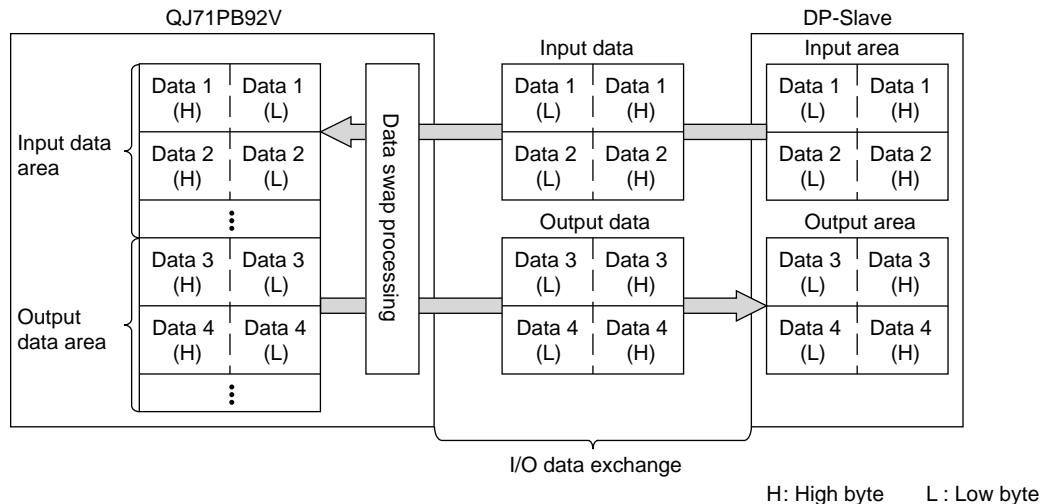 QJ71PB92V
DP-Slave
Input data area
Data 1 (H) Data 1 (L)
Data 2 (H) Data 2 (L)
Output data area
Data 3 (H) Data 3 (L)
Data 4 (H) Data 4 (L)
Data swap processing
Input data
Data 1 (L) Data 1 (H)
Data 2 (L) Data 2 (H)
Output data
Data 3 (L) Data 3 (H)
Data 4 (L) Data 4 (H)
Input area
Data 1 (L) Data 1 (H)
Data 2 (L) Data 2 (H)
Output area
Data 3 (L) Data 3 (H)
Data 4 (L) Data 4 (H)
I/O data exchange
H: High byte L : Low byte